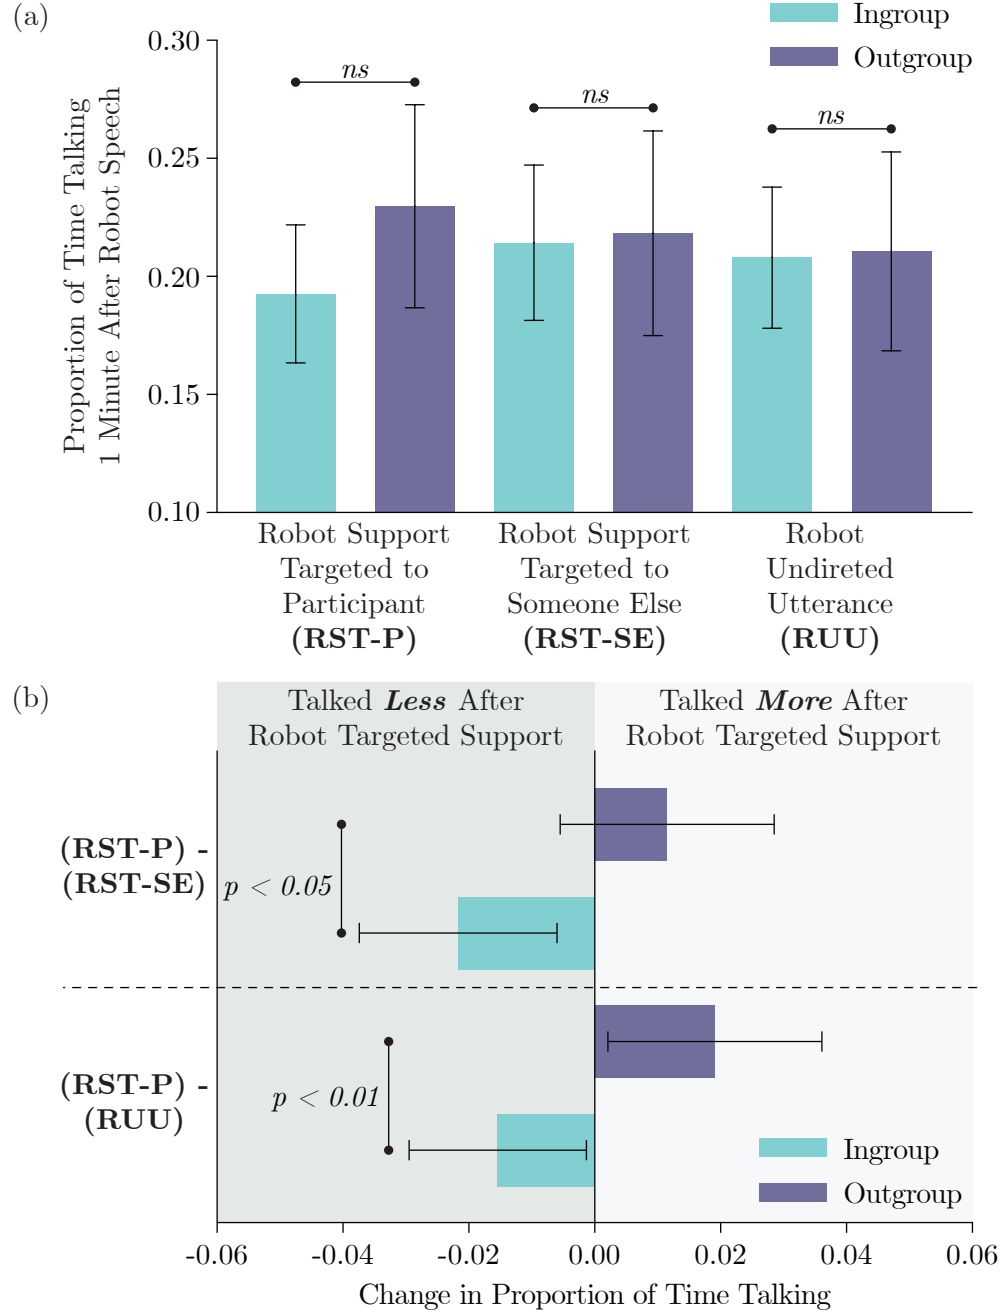 (a)
Ingroup
Outgroup
Proportion of Time Talking
1 Minute After Robot Speech
0.30
0.25
0.20
0.15
0.10
ns
ns
ns
Robot Support
Targeted to
Participant
(RST-P)
Robot Support
Targeted to
Someone Else
(RST-SE)
Robot
Undireted
Utterance
(RUU)
(b)
Talked Less After
Robot Targeted Support
Talked More After
Robot Targeted Support
(RST-P) -
(RST-SE)
p < 0.05
(RST-P) -
(RUU)
p < 0.01
Ingroup
Outgroup
-0.06
-0.04
-0.02
0.00
0.02
0.04
0.06
Change in Proportion of Time Talking